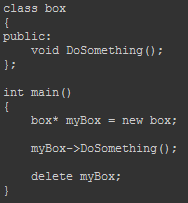 class box
{
public:
    void DoSomething();
};

int main()
{
    box* myBox = new box;

    myBox->DoSomething();

    delete myBox;
}